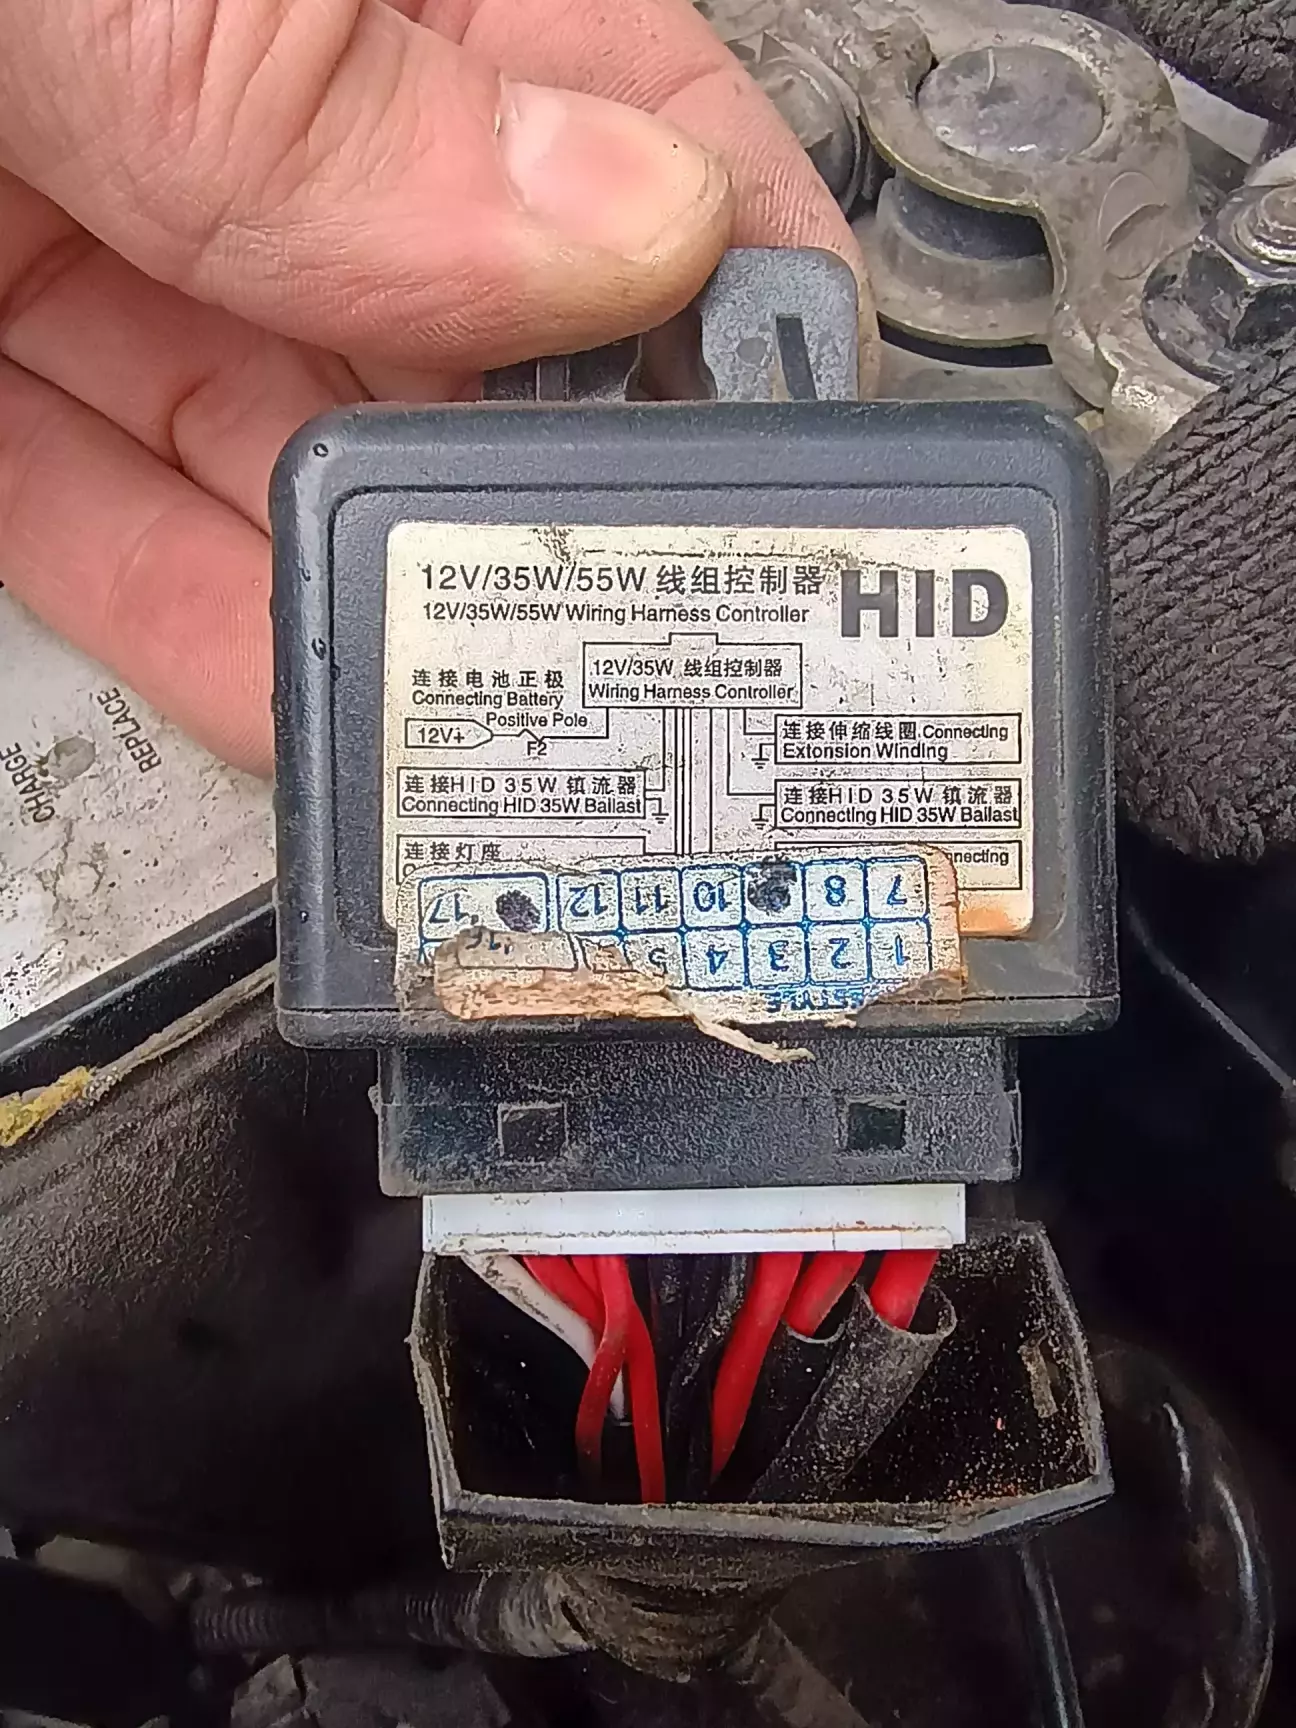 12V/35W/55W 线组控制器 HID
12V/35W/55W Wiring Harness Controller
12V/35W 线组控制器
Wiring Harness Controller
连接电池正极
Connecting Battery
Positive Pole
12V+
F2
连接伸缩线圈 Connecting
Extonsion Winding
连接HID 35W 镇流器
Connecting HID 35W Ballast
连接HID 35W 镇流器
Connecting HID 35W Ballast
连接灯座
necting
7 8 10 11 12 17
1 2 3 4 5
CHARGE
REPLACE